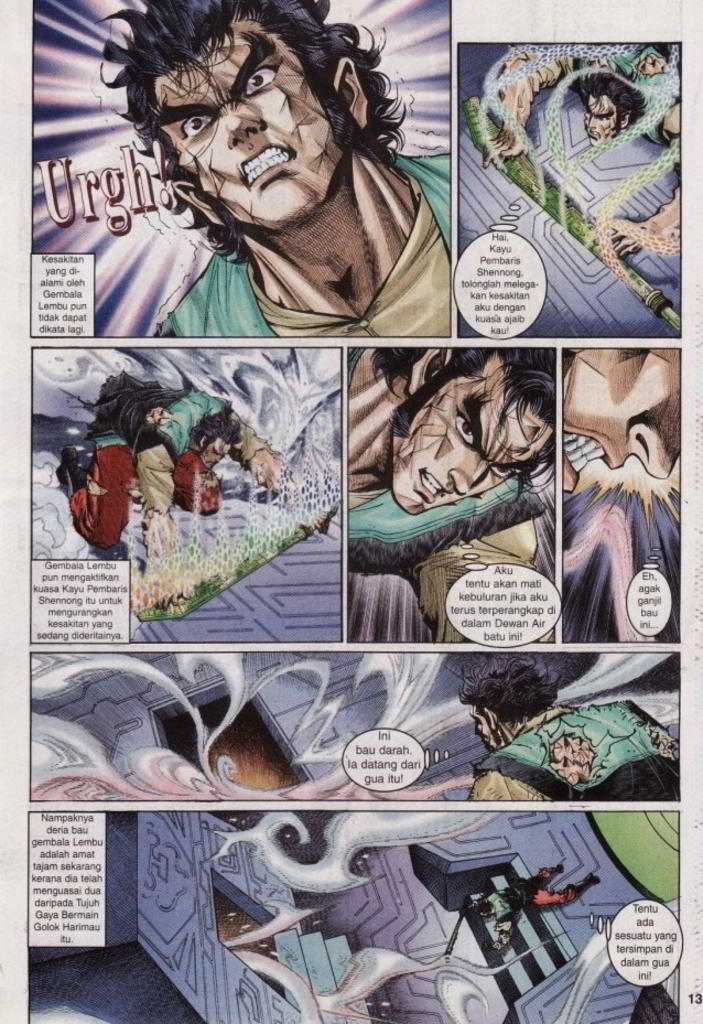 Urgh!
Kesakitan
yang di-
alami oleh
Gembala
Lembu pun
tidak dapat
dikata lagi.
Hai,
Kayu
Pembaris
Shennong,
tolonglah melega-
kan kesakitan
aku dengan
kuasa ajaib
kau!
Gembala Lembu
pun mengaktifkan
kuasa Kayu Pembaris
Shennong itu untuk
mengurangkan
kesakitan yang
sedang dideritainya.
Aku
tentu akan mati
kebuluran jika aku
terus terperangkap di
dalam Dewan Air
batu ini!
Eh,
agak
ganjil
bau
ini...
Ini
bau darah.
Ia datang dari
gua itu!
Nampaknya
deria bau
gembala Lembu
adalah amat
tajam sekarang
kerana dia telah
menguasai dua
daripada Tujuh
Gaya Bermain
Golok Harimau
itu.
Tentu
ada
sesuatu yang
tersimpan di
dalam gua
ini!
13